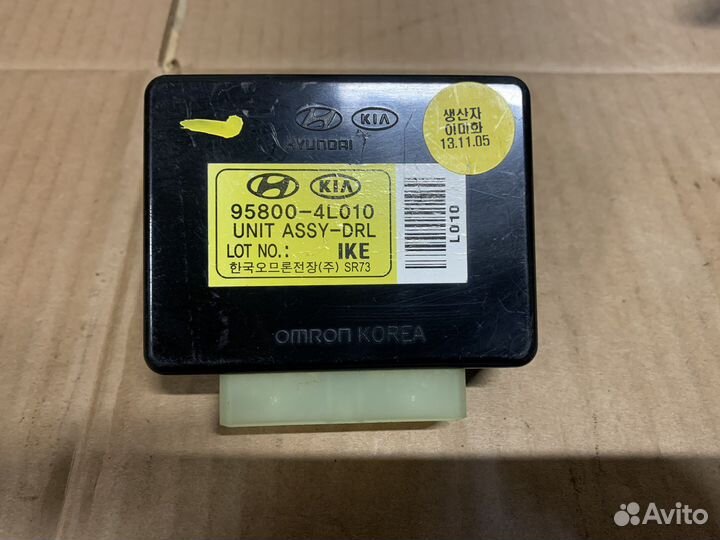 HYUNDAI
KIA
생산자
이미화
13.11.05
KIA
95800-4L010
UNIT ASSY-DRL
LOT NO.: IKE
한국오므론전장(주) SR73
L010
OMRON KOREA
Avito